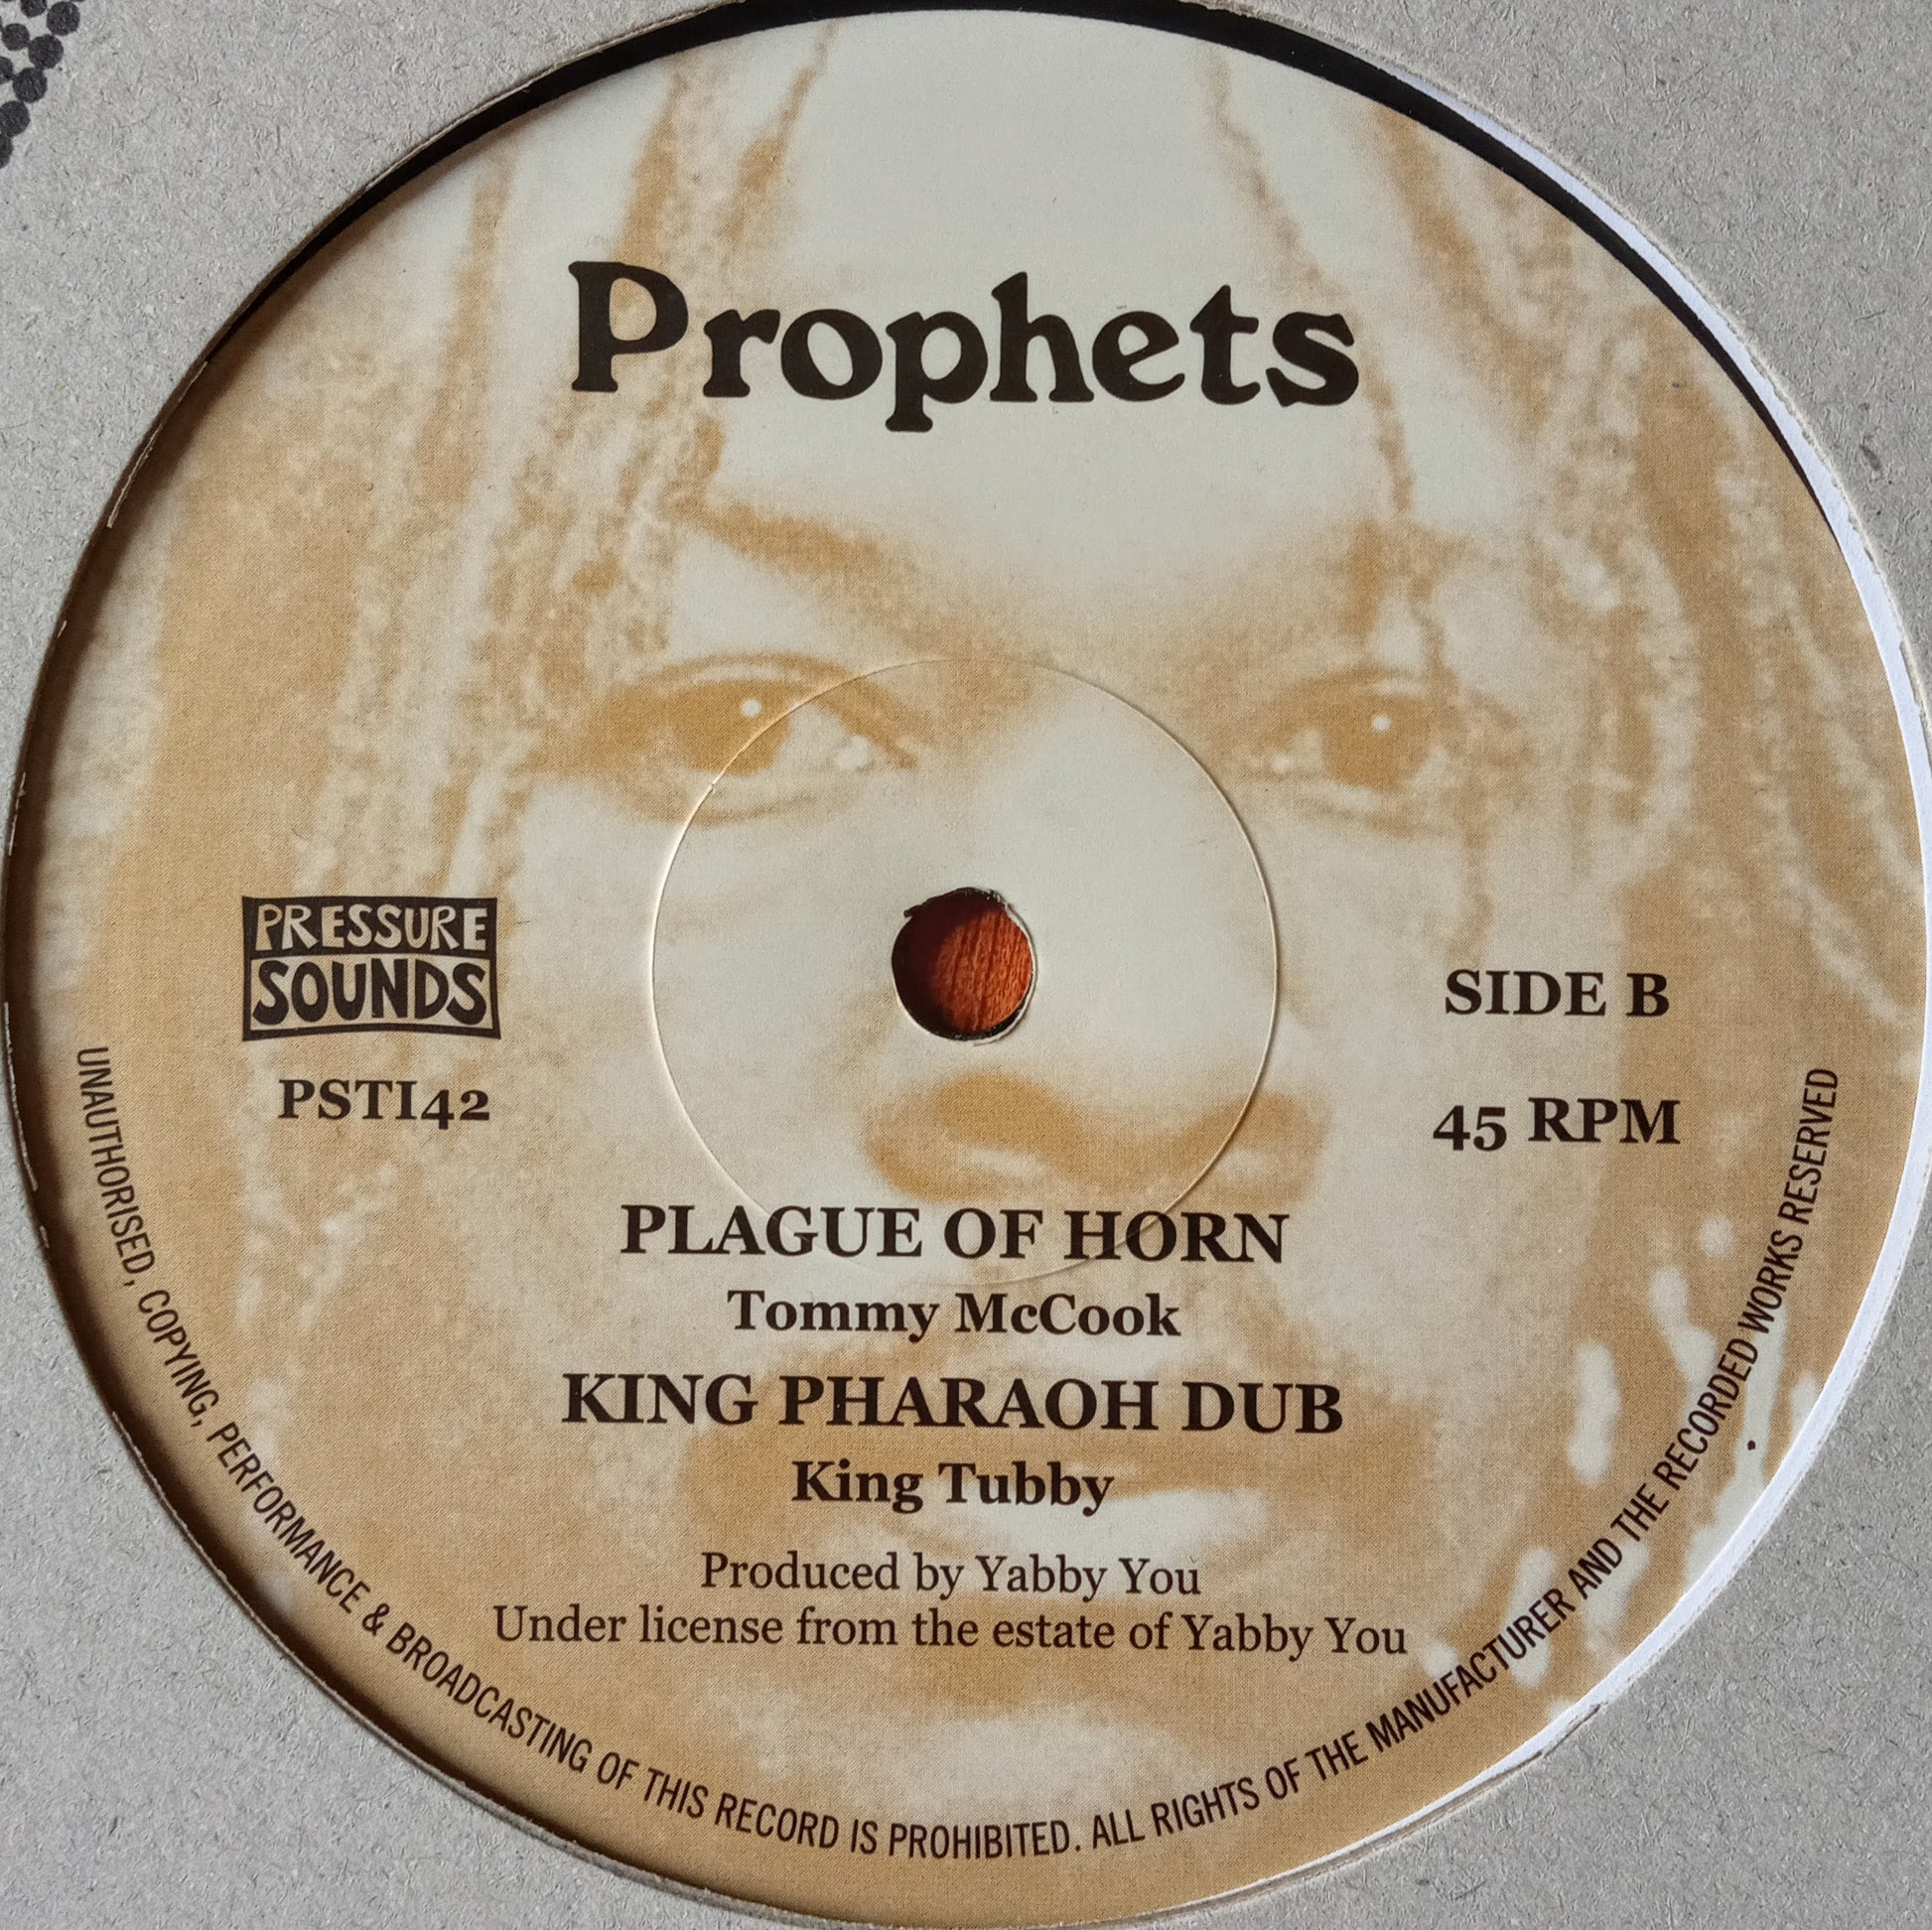 Prophets
PRESSURE
SOUNDS
PSTI42
SIDE B
45 RPM
PLAGUE OF HORN
Tommy McCook
KING PHARAOH DUB
King Tubby
Produced by Yabby You
Under license from the estate of Yabby You
UNAUTHORISED, COPYING, PERFORMANCE & BROADCASTING OF THIS RECORD IS PROHIBITED. ALL RIGHTS OF THE MANUFACTURER AND THE RECORDED WORKS RESERVED